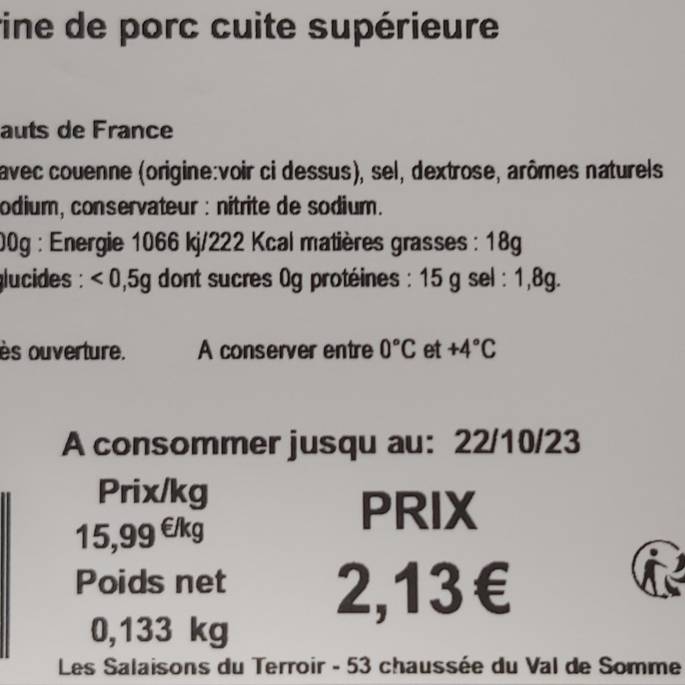 rine de porc cuite supérieure
auts de France
avec couenne (origine:voir ci dessus), sel, dextrose, arômes naturels
odium, conservateur : nitrite de sodium.
00g : Energie 1066 kj/222 Kcal matières grasses : 18g
glucides : < 0,5g dont sucres 0g protéines : 15 g sel : 1,8g.
ès ouverture. A conserver entre 0°C et +4°C
A consommer jusqu au: 22/10/23
Prix/kg
15,99 €/kg
Poids net
0,133 kg
PRIX
2,13€
Les Salaisons du Terroir - 53 chaussée du Val de Somme